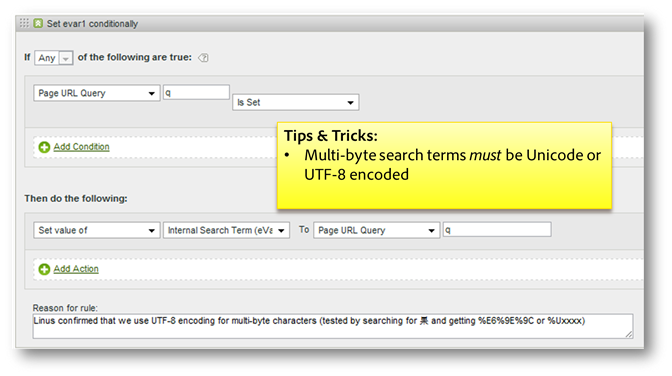 Set evar1 conditionally
If Any of the following are true:
Page URL Query q Is Set
Add Condition
Tips & Tricks:
• Multi-byte search terms must be Unicode or
UTF-8 encoded
Then do the following:
Set value of Internal Search Term (eVa To Page URL Query q
Add Action
Reason for rule:
Linus confirmed that we use UTF-8 encoding for multi-byte characters (tested by searching for 果 and getting %E6%9E%9C or %Uxxxx)